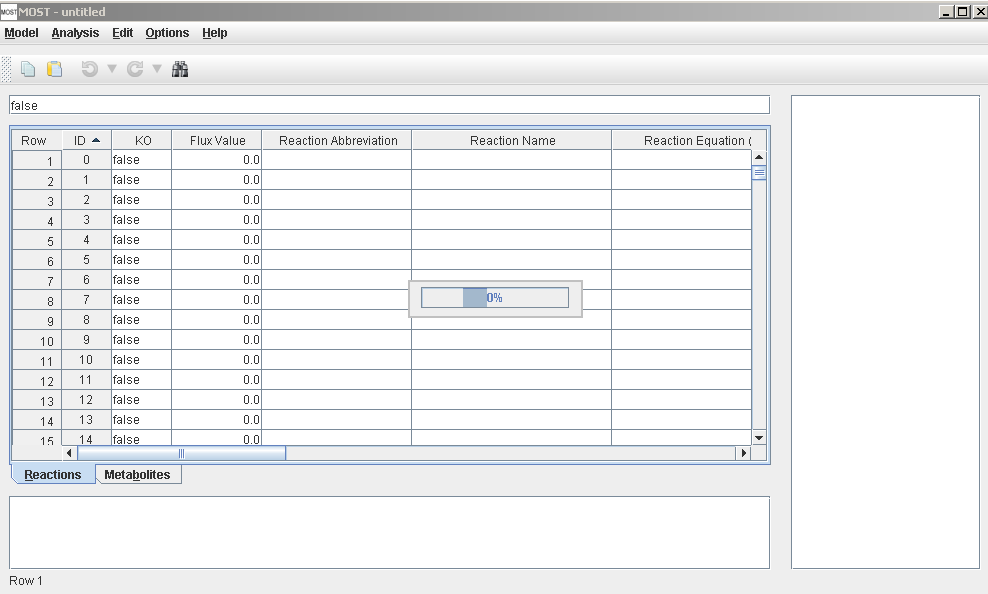 MOST MOST - untitled
Model Analysis Edit Options Help
false
Row ID KO Flux Value Reaction Abbreviation Reaction Name Reaction Equation (
1 0 false 0.0
2 1 false 0.0
3 2 false 0.0
4 3 false 0.0
5 4 false 0.0
6 5 false 0.0
7 6 false 0.0
8 7 false 0.0
0%
9 8 false 0.0
10 9 false 0.0
11 10 false 0.0
12 11 false 0.0
13 12 false 0.0
14 13 false 0.0
15 14 false 0.0
Reactions Metabolites
Row 1